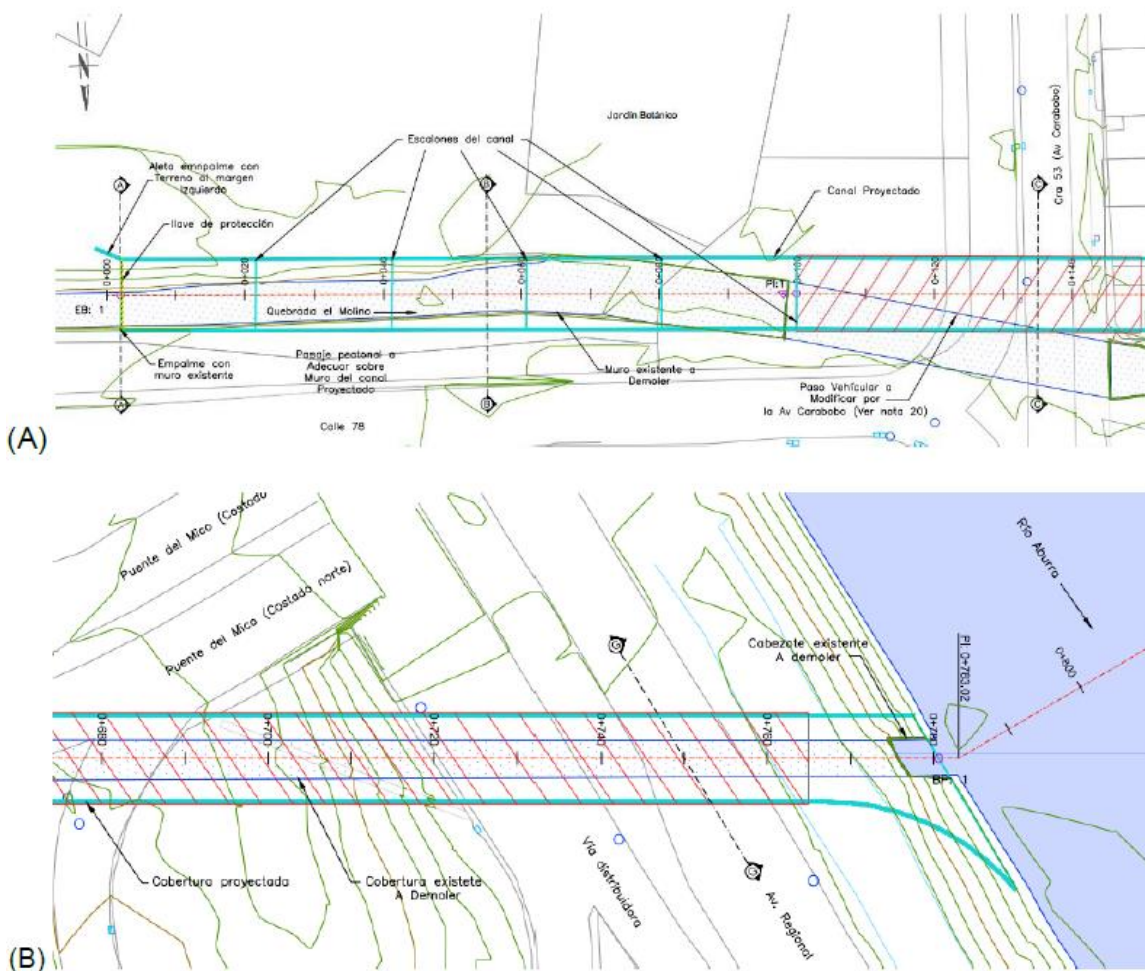 N
Jardín Botánico
Cra 53 (Av Carabobo)
Escalones del canal
Aleta emnpalme con
Terreno al margen
Izquierdo
Canal Proyectado
llave de protección
A
B
C
0+000
0+020
0+040
0+120
0+140
PI:1
EB: 1
Quebrada el Molino
Empalme con
muro existente
Pasaje peatonal a
Adecuar sobre
Muro del canal
Proyectado
Muro existente a
Demoler
Paso Vehicular a
Modificar por
la Av Carabobo (Ver nota 20)
A
B
C
Calle 78
(A)
Puente del Mico (Costado
Puente del Mico (Costado norte)
Río Aburra
G
Cabezote existente
A demoler
PI: 0+783.02
0+800
0+680
0+700
0+720
0+740
0+760
0+780
BP: 1
Cobertura proyectada
Cobertura existete
A Demoler
Vía distribuidora
G
Av. Regional
(B)